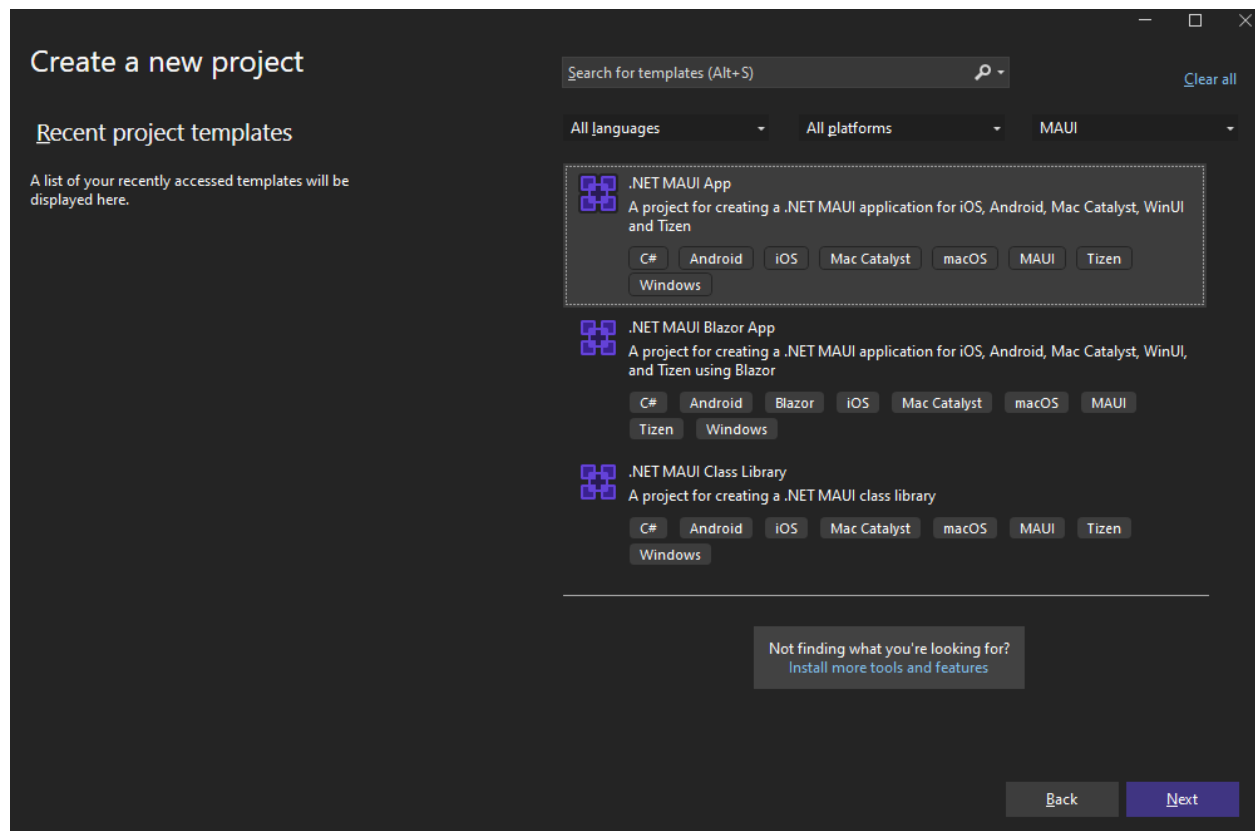 Create a new project
Search for templates (Alt+S)
Clear all
Recent project templates
All languages
All platforms
MAUI
A list of your recently accessed templates will be
displayed here.
.NET MAUI App
A project for creating a .NET MAUI application for iOS, Android, Mac Catalyst, WinUI
and Tizen
C# Android iOS Mac Catalyst macOS MAUI Tizen
Windows
.NET MAUI Blazor App
A project for creating a .NET MAUI application for iOS, Android, Mac Catalyst, WinUI,
and Tizen using Blazor
C# Android Blazor iOS Mac Catalyst macOS MAUI
Tizen Windows
.NET MAUI Class Library
A project for creating a .NET MAUI class library
C# Android iOS Mac Catalyst macOS MAUI Tizen
Windows
Not finding what you're looking for?
Install more tools and features
Back
Next